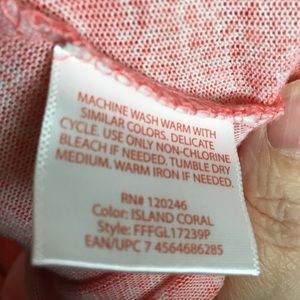 MACHINE WASH WARM WITH
SIMILAR COLORS. DELICATE
CYCLE. USE ONLY NON-CHLORINE
BLEACH IF NEEDED. TUMBLE DRY
MEDIUM. WARM IRON IF NEEDED.
RN# 120246
Color: ISLAND CORAL
Style: FFFGL17239P
EAN/UPC 7 4564686285